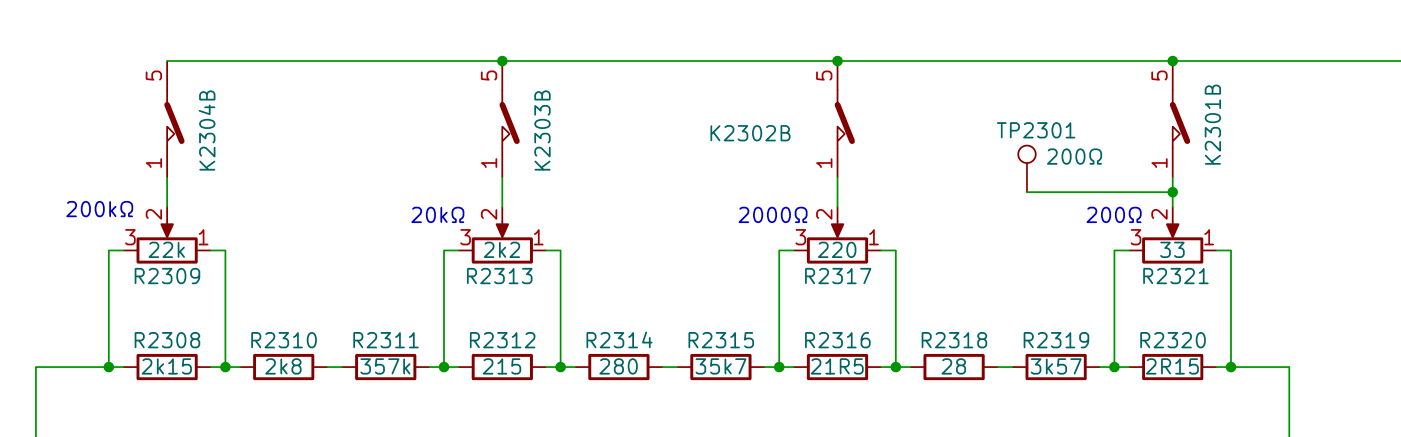 5 5 5 5
K2304B K2303B K2302B K2301B
TP2301
200Ω
1 1 1 1
200kΩ 2 20kΩ 2 2000Ω 2 200Ω 2
3 22k 1 3 2k2 1 3 220 1 3 33 1
R2309 R2313 R2317 R2321
R2308 R2310 R2311 R2312 R2314 R2315 R2316 R2318 R2319 R2320
2k15 2k8 357k 215 280 35k7 21R5 28 3k57 2R15